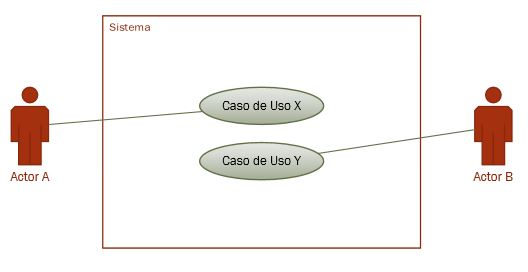 Sistema
Caso de Uso X
Caso de Uso Y
Actor A
Actor B